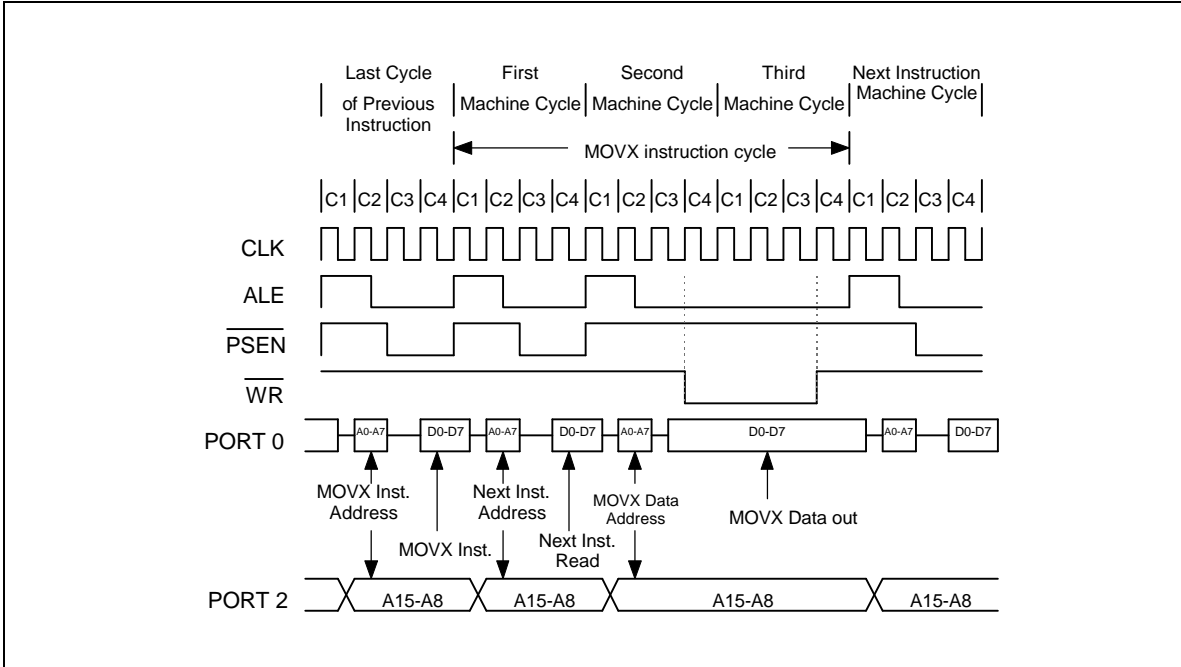 Last Cycle
of Previous
Instruction
First
Machine Cycle
Second
Machine Cycle
Third
Machine Cycle
Next Instruction
Machine Cycle
MOVX instruction cycle
C1 C2 C3 C4 C1 C2 C3 C4 C1 C2 C3 C4 C1 C2 C3 C4 C1 C2 C3 C4
CLK
ALE
PSEN
WR
PORT 0
A0-A7 D0-D7 A0-A7 D0-D7 A0-A7 D0-D7 A0-A7 D0-D7
MOVX Inst.
Address
MOVX Inst.
Next Inst.
Address
Next Inst.
Read
MOVX Data
Address
MOVX Data out
PORT 2
A15-A8 A15-A8 A15-A8 A15-A8